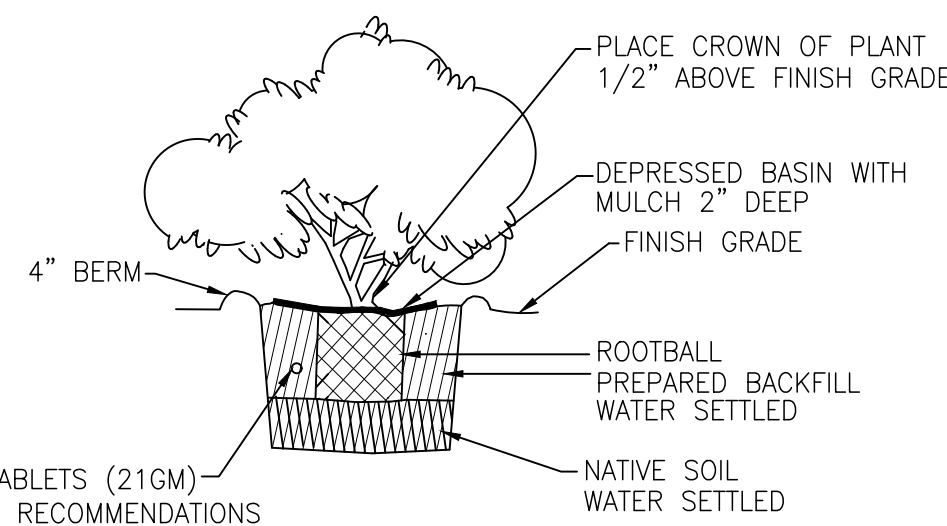 PLACE CROWN OF PLANT
1/2" ABOVE FINISH GRADE
DEPRESSED BASIN WITH
MULCH 2" DEEP
FINISH GRADE
4" BERM
ROOTBALL
PREPARED BACKFILL
WATER SETTLED
NATIVE SOIL
WATER SETTLED
ABLETS (21GM)
RECOMMENDATIONS